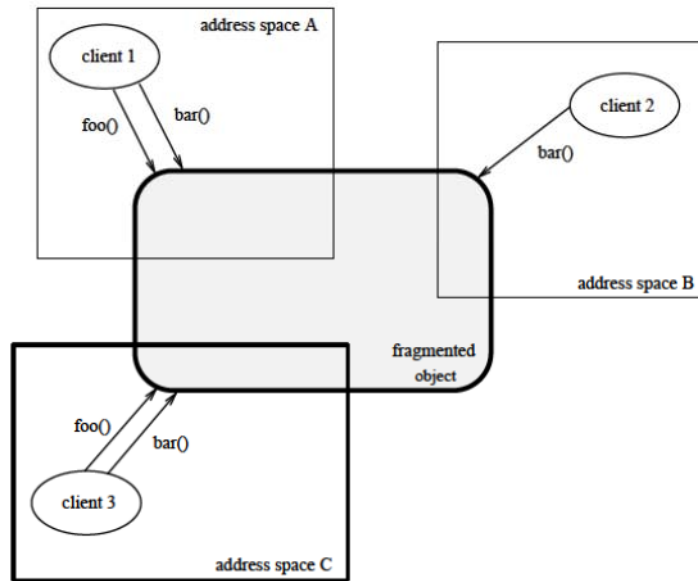 address space A
client 1
foo()
bar()
client 2
bar()
address space B
fragmented
object
foo()
bar()
client 3
address space C